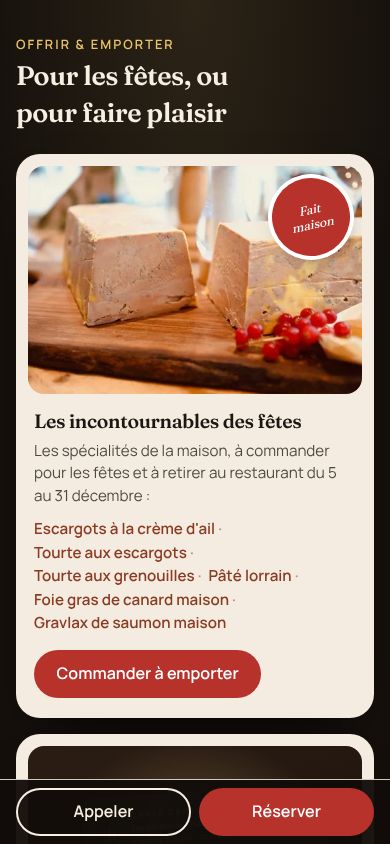 OFFRIR & EMPORTER
Pour les fêtes, ou
pour faire plaisir
Fait
maison
Les incontournables des fêtes
Les spécialités de la maison, à commander
pour les fêtes et à retirer au restaurant du 5
au 31 décembre :
Escargots à la crème d'ail ·
Tourte aux escargots ·
Tourte aux grenouilles · Pâté lorrain ·
Foie gras de canard maison ·
Gravlax de saumon maison
Commander à emporter
Appeler
Réserver